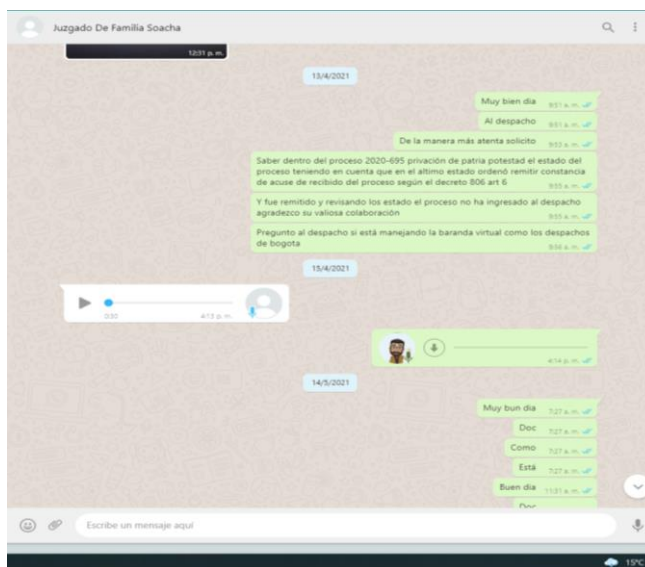 Juzgado De Familia Soacha
12:31 p. m.
13/4/2021
Muy bien dia 9:51 a. m.
Al despacho 9:51 a. m.
De la manera más atenta solicito 9:53 a. m.
Saber dentro del proceso 2020-695 privación de patria potestad el estado del
proceso teniendo en cuenta que en el altimo estado ordenó remitir constancia
de acuse de recibido del proceso según el decreto 806 art 6
9:55 a. m.
Y fue remitido y revisando los estado el proceso no ha ingresado al despacho
agradezco su valiosa colaboración
9:55 a. m.
Pregunto al despacho si está manejando la baranda virtual como los despachos
de bogota
9:56 a. m.
15/4/2021
4:13 p. m.
4:14 p. m.
14/5/2021
Muy bun dia 7:27 a. m.
Doc 7:27 a. m.
Como 7:27 a. m.
Está 7:27 a. m.
Buen dia 11:31 a. m.
Doc
Escribe un mensaje aquí
15°C